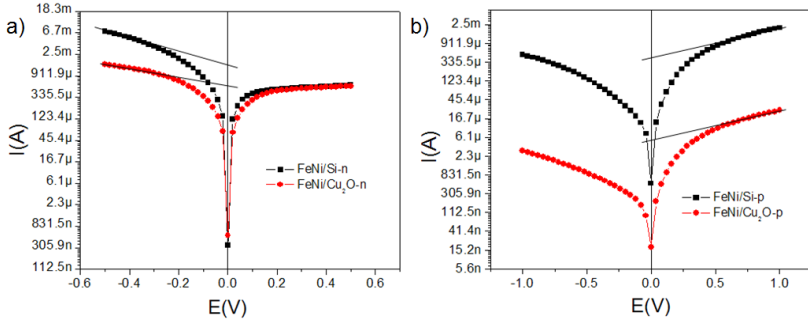 a)
18.3m
6.7m
2.5m
911.9µ
335.5µ
123.4µ
45.4µ
16.7µ
6.1µ
2.3µ
831.5n
305.9n
112.5n
I(A)
FeNi/Si-n
FeNi/Cu2O-n
-0.6 -0.4 -0.2 0.0 0.2 0.4 0.6
E(V)
b)
2.5m
911.9µ
335.5µ
123.4µ
45.4µ
16.7µ
6.1µ
2.3µ
831.5n
305.9n
112.5n
41.4n
15.2n
5.6n
I(A)
FeNi/Si-p
FeNi/Cu2O-p
-1.0 -0.5 0.0 0.5 1.0
E(V)